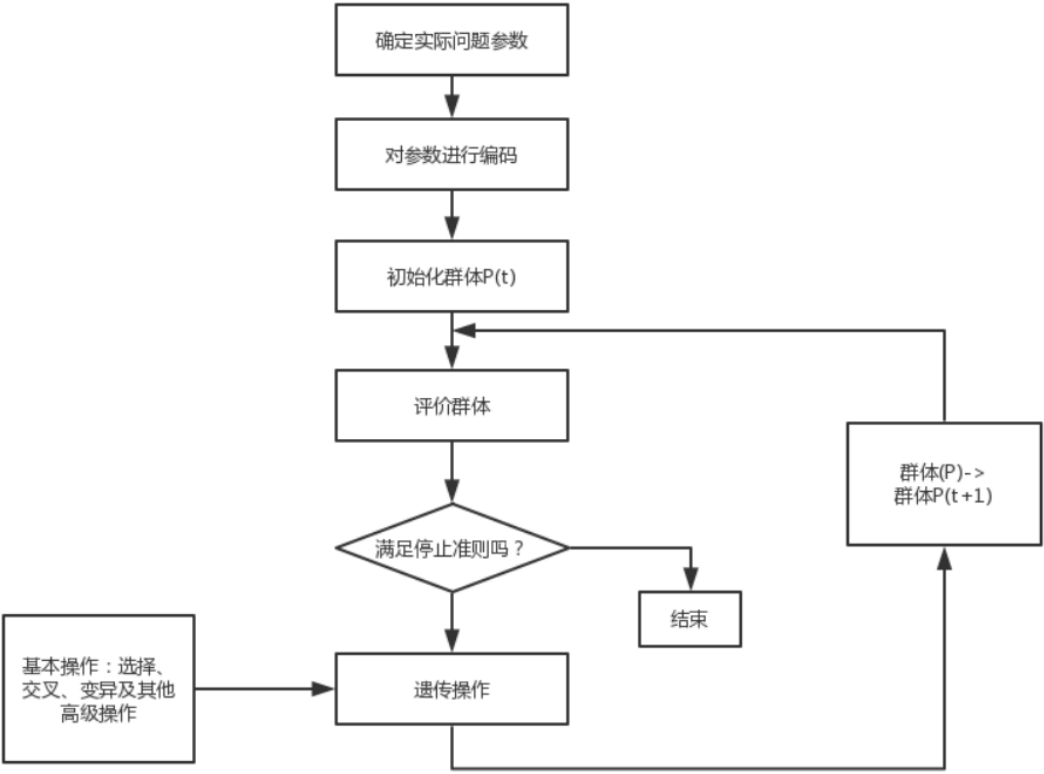 确定实际问题参数
对参数进行编码
初始化群体P(t)
评价群体
群体(P)->
群体P(t+1)
满足停止准则吗？
结束
基本操作：选择、
交叉、变异及其他
高级操作
遗传操作